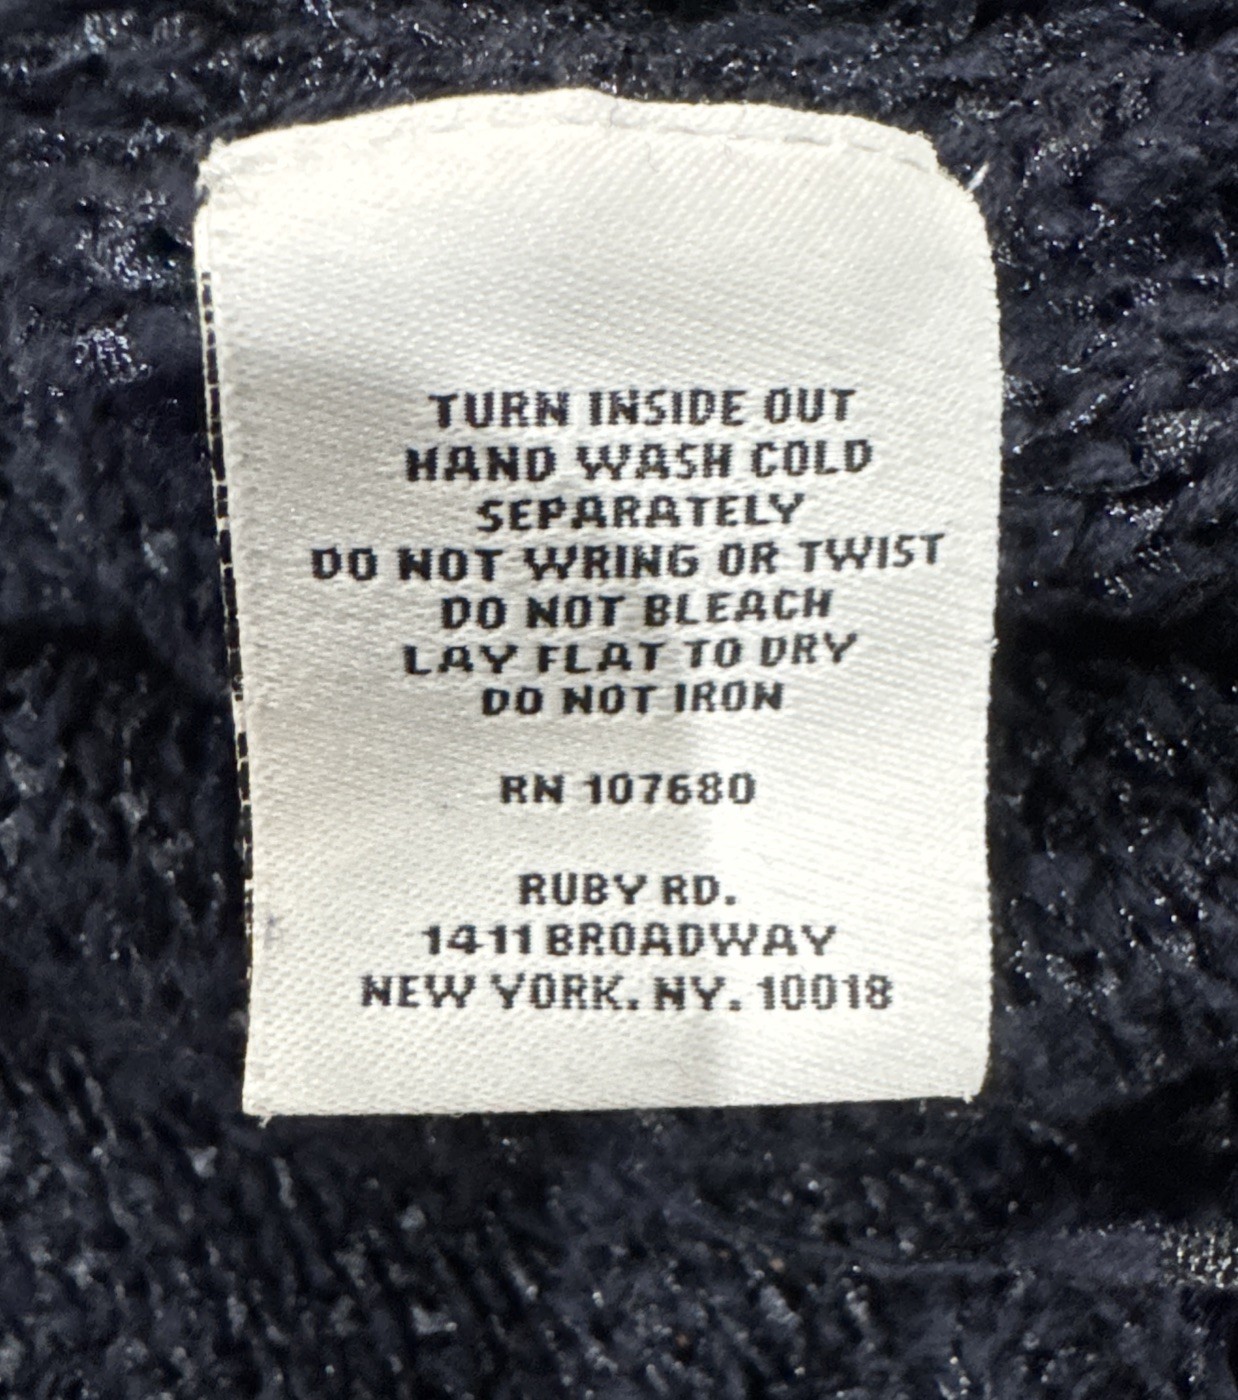 TURN INSIDE OUT
HAND WASH COLD
SEPARATELY
DO NOT WRING OR TWIST
DO NOT BLEACH
LAY FLAT TO DRY
DO NOT IRON
RN 107680
RUBY RD.
1411 BROADWAY
NEW YORK. NY. 10018